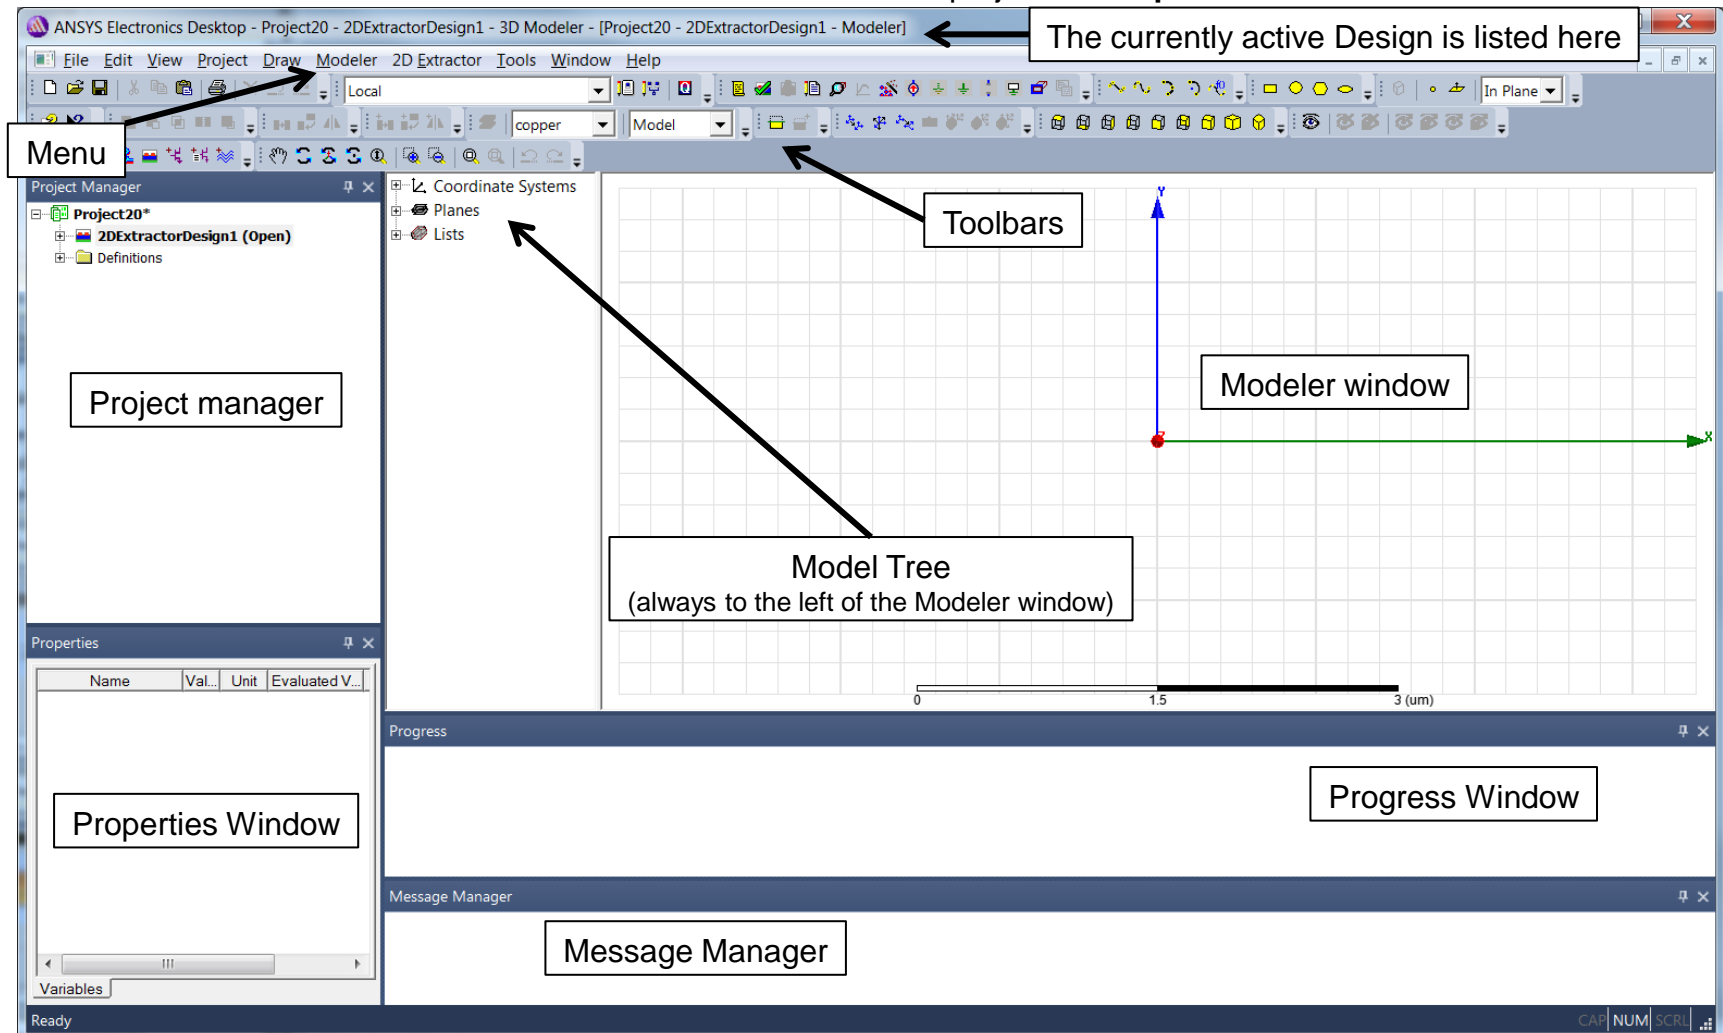 ANSYS Electronics Desktop - Project20 - 2DExtractorDesign1 - 3D Modeler - [Project20 - 2DExtractorDesign1 - Modeler]
The currently active Design is listed here
File Edit View Project Draw Modeler 2D Extractor Tools Window Help
Local
In Plane
copper
Model
Menu
Toolbars
Project Manager
Project20*
2DExtractorDesign1 (Open)
Definitions
Coordinate Systems
Planes
Lists
Y
X
Z
Project manager
Modeler window
Model Tree
(always to the left of the Modeler window)
0 1.5 3 (um)
Properties
Name Val... Unit Evaluated V...
Properties Window
Variables
Progress
Progress Window
Message Manager
Message Manager
Ready
CAP NUM SCRL